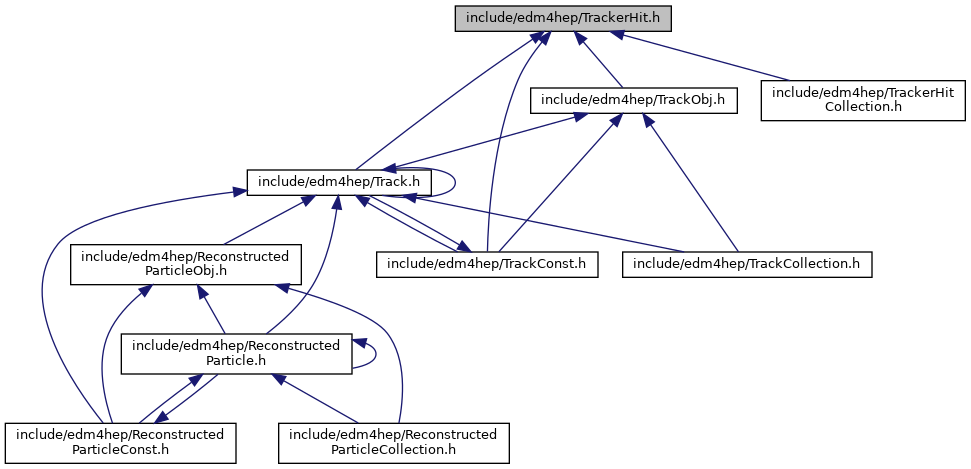 include/edm4hep/TrackerHit.h
include/edm4hep/TrackObj.h
include/edm4hep/TrackerHit
Collection.h
include/edm4hep/Track.h
include/edm4hep/Reconstructed
ParticleObj.h
include/edm4hep/TrackConst.h
include/edm4hep/TrackCollection.h
include/edm4hep/Reconstructed
Particle.h
include/edm4hep/Reconstructed
ParticleConst.h
include/edm4hep/Reconstructed
ParticleCollection.h